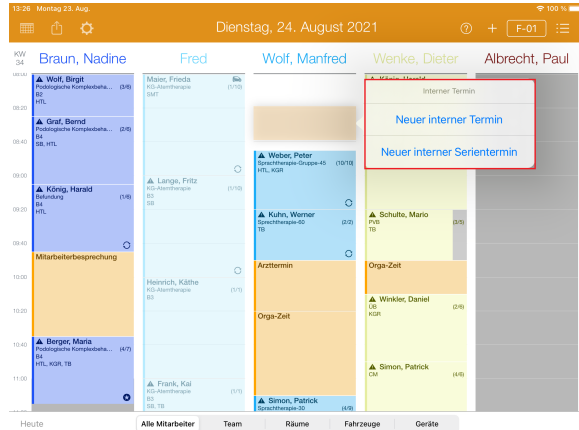 13:26 Montag 23. Aug.
100 %
Dienstag, 24. August 2021
F-01
KW
34
Braun, Nadine
Fred
Wolf, Manfred
Wenke, Dieter
Albrecht, Paul
08:20
08:40
09:00
09:20
09:40
10:00
10:20
10:40
11:00
Wolf, Birgit
Podologische Komplexbehe... (3/6)
B2
HTL
Graf, Bernd
Podologische Komplexbehe... (2/6)
B4
SB, HTL
König, Harald
Befundung (1/6)
B4
HTL
Mitarbeiterbesprechung
Berger, Maria
Podologische Komplexbehe... (4/7)
B4
HTL, KGR, TB
Maier, Frieda
KG-Atemtherapie (1/10)
SMT
Lange, Fritz
KG-Atemtherapie (1/10)
B3
SB
Heinrich, Käthe
KG-Atemtherapie (1/1)
B3
Frank, Kai
KG-Atemtherapie (1/1)
B3
SB, TB
Weber, Peter
Sprachtherapie-Gruppe-45 (10/10)
HTL, KGR
Kuhn, Werner
Sprechtherapie-60 (2/2)
TB
Arzttermin
Orga-Zeit
Simon, Patrick
Sprachtherapie-30 (4/9)
König, Harald
Interner Termin
Neuer interner Termin
Neuer interner Serientermin
Schulte, Mario
PVB (3/5)
TB
Orga-Zeit
Winkler, Daniel
ÜB (2/6)
KGR
Simon, Patrick
CM (4/6)
Heute
Alle Mitarbeiter
Team
Räume
Fahrzeuge
Geräte